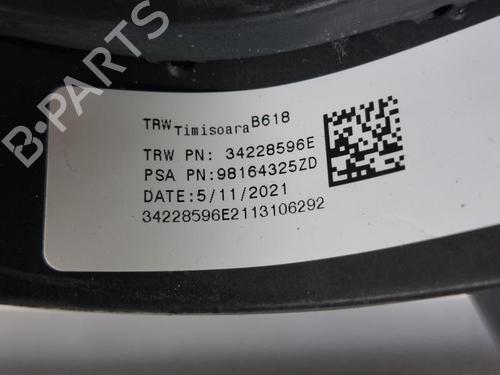 B-PARTS
TRW Timisoara B618
TRW PN: 34228596E
PSA PN:98164325ZD
DATE:5/11/2021
34228596E2113106292